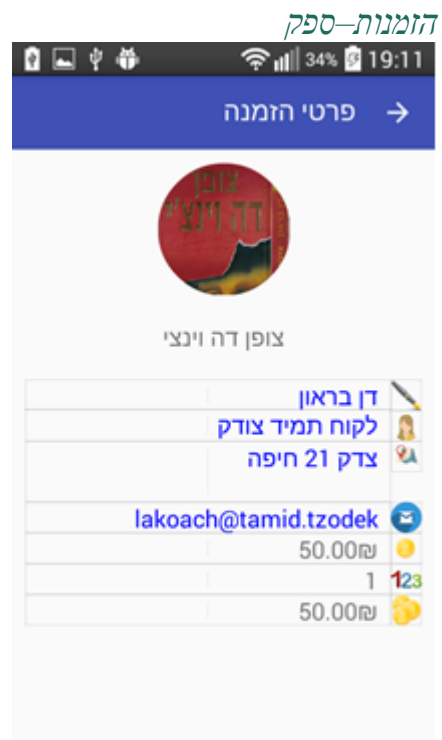 הזמנות–ספק
34% 19:11
פרטי הזמנה
צופן
דה וינצ'י
צופן דה וינצי
דן בראון
לקוח תמיד צודק
צדק 21 חיפה
lakoach@tamid.tzodek
50.00₪
123 1
50.00₪